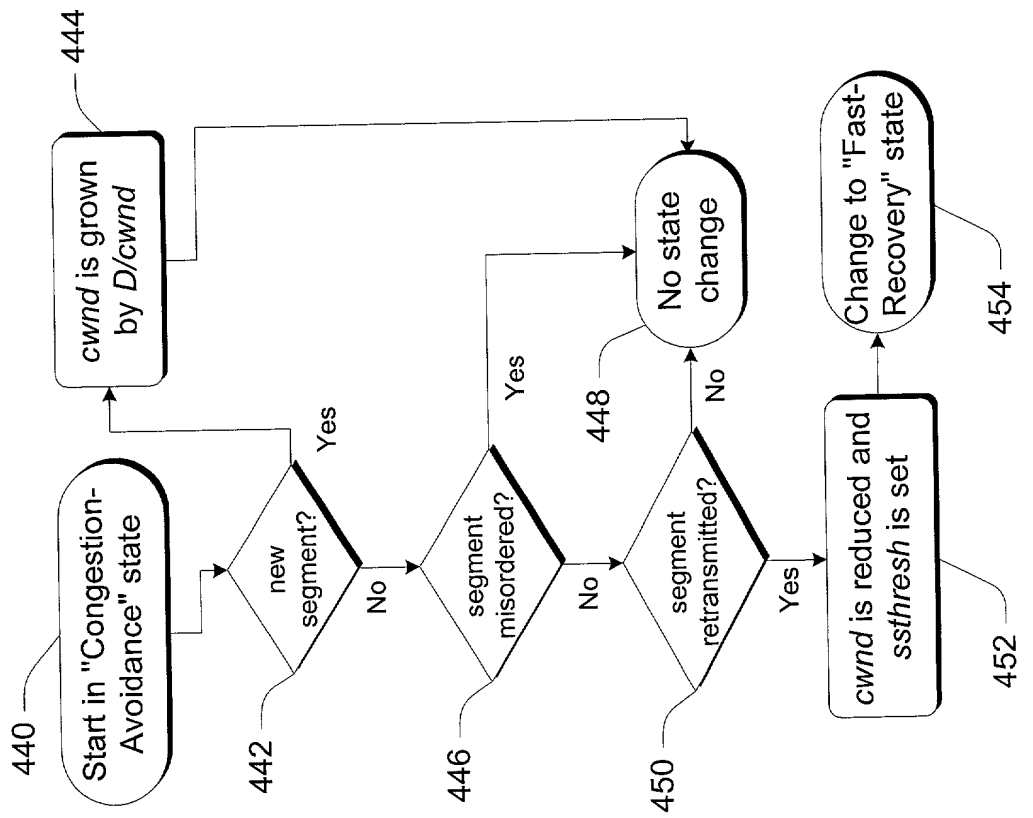 440
Start in "Congestion-
Avoidance" state
442
new
segment?
Yes
444
cwnd is grown
by D/cwnd
No
446
segment
misordered?
Yes
448
No state
change
No
450
segment
retransmitted?
No
Yes
452
cwnd is reduced and
ssthresh is set
Change to "Fast-
Recovery" state
454